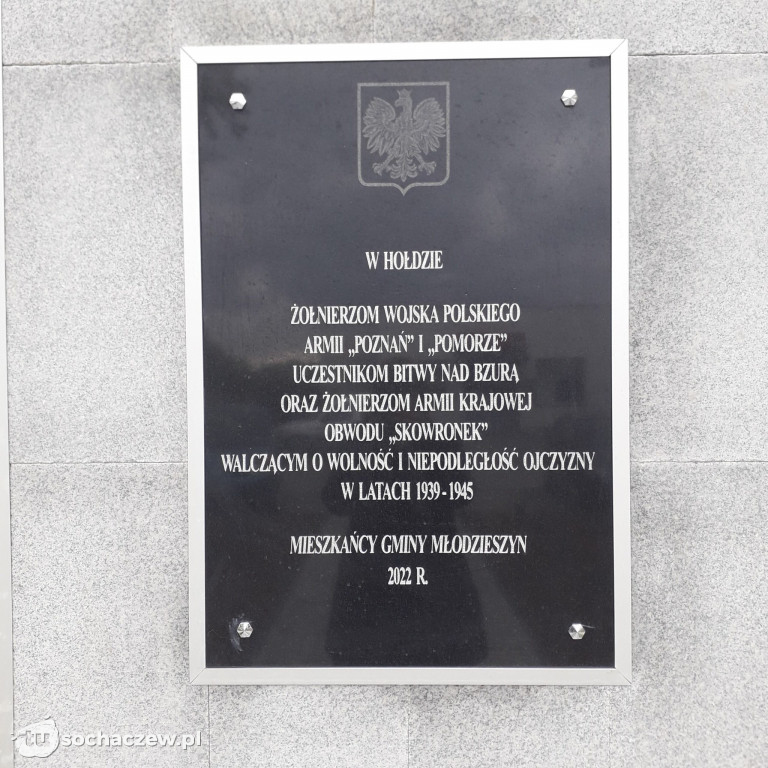 W HOŁDZIE
ŻOŁNIERZOM WOJSKA POLSKIEGO
ARMII „POZNAŃ” I „POMORZE”
UCZESTNIKOM BITWY NAD BZURĄ
ORAZ ŻOŁNIERZOM ARMII KRAJOWEJ
OBWODU „SKOWRONEK”
WALCZĄCYM O WOLNOŚĆ I NIEPODLEGŁOŚĆ OJCZYZNY
W LATACH 1939-1945
MIESZKAŃCY GMINY MŁODZIESZYN
2022 R.
tu sochaczew.pl